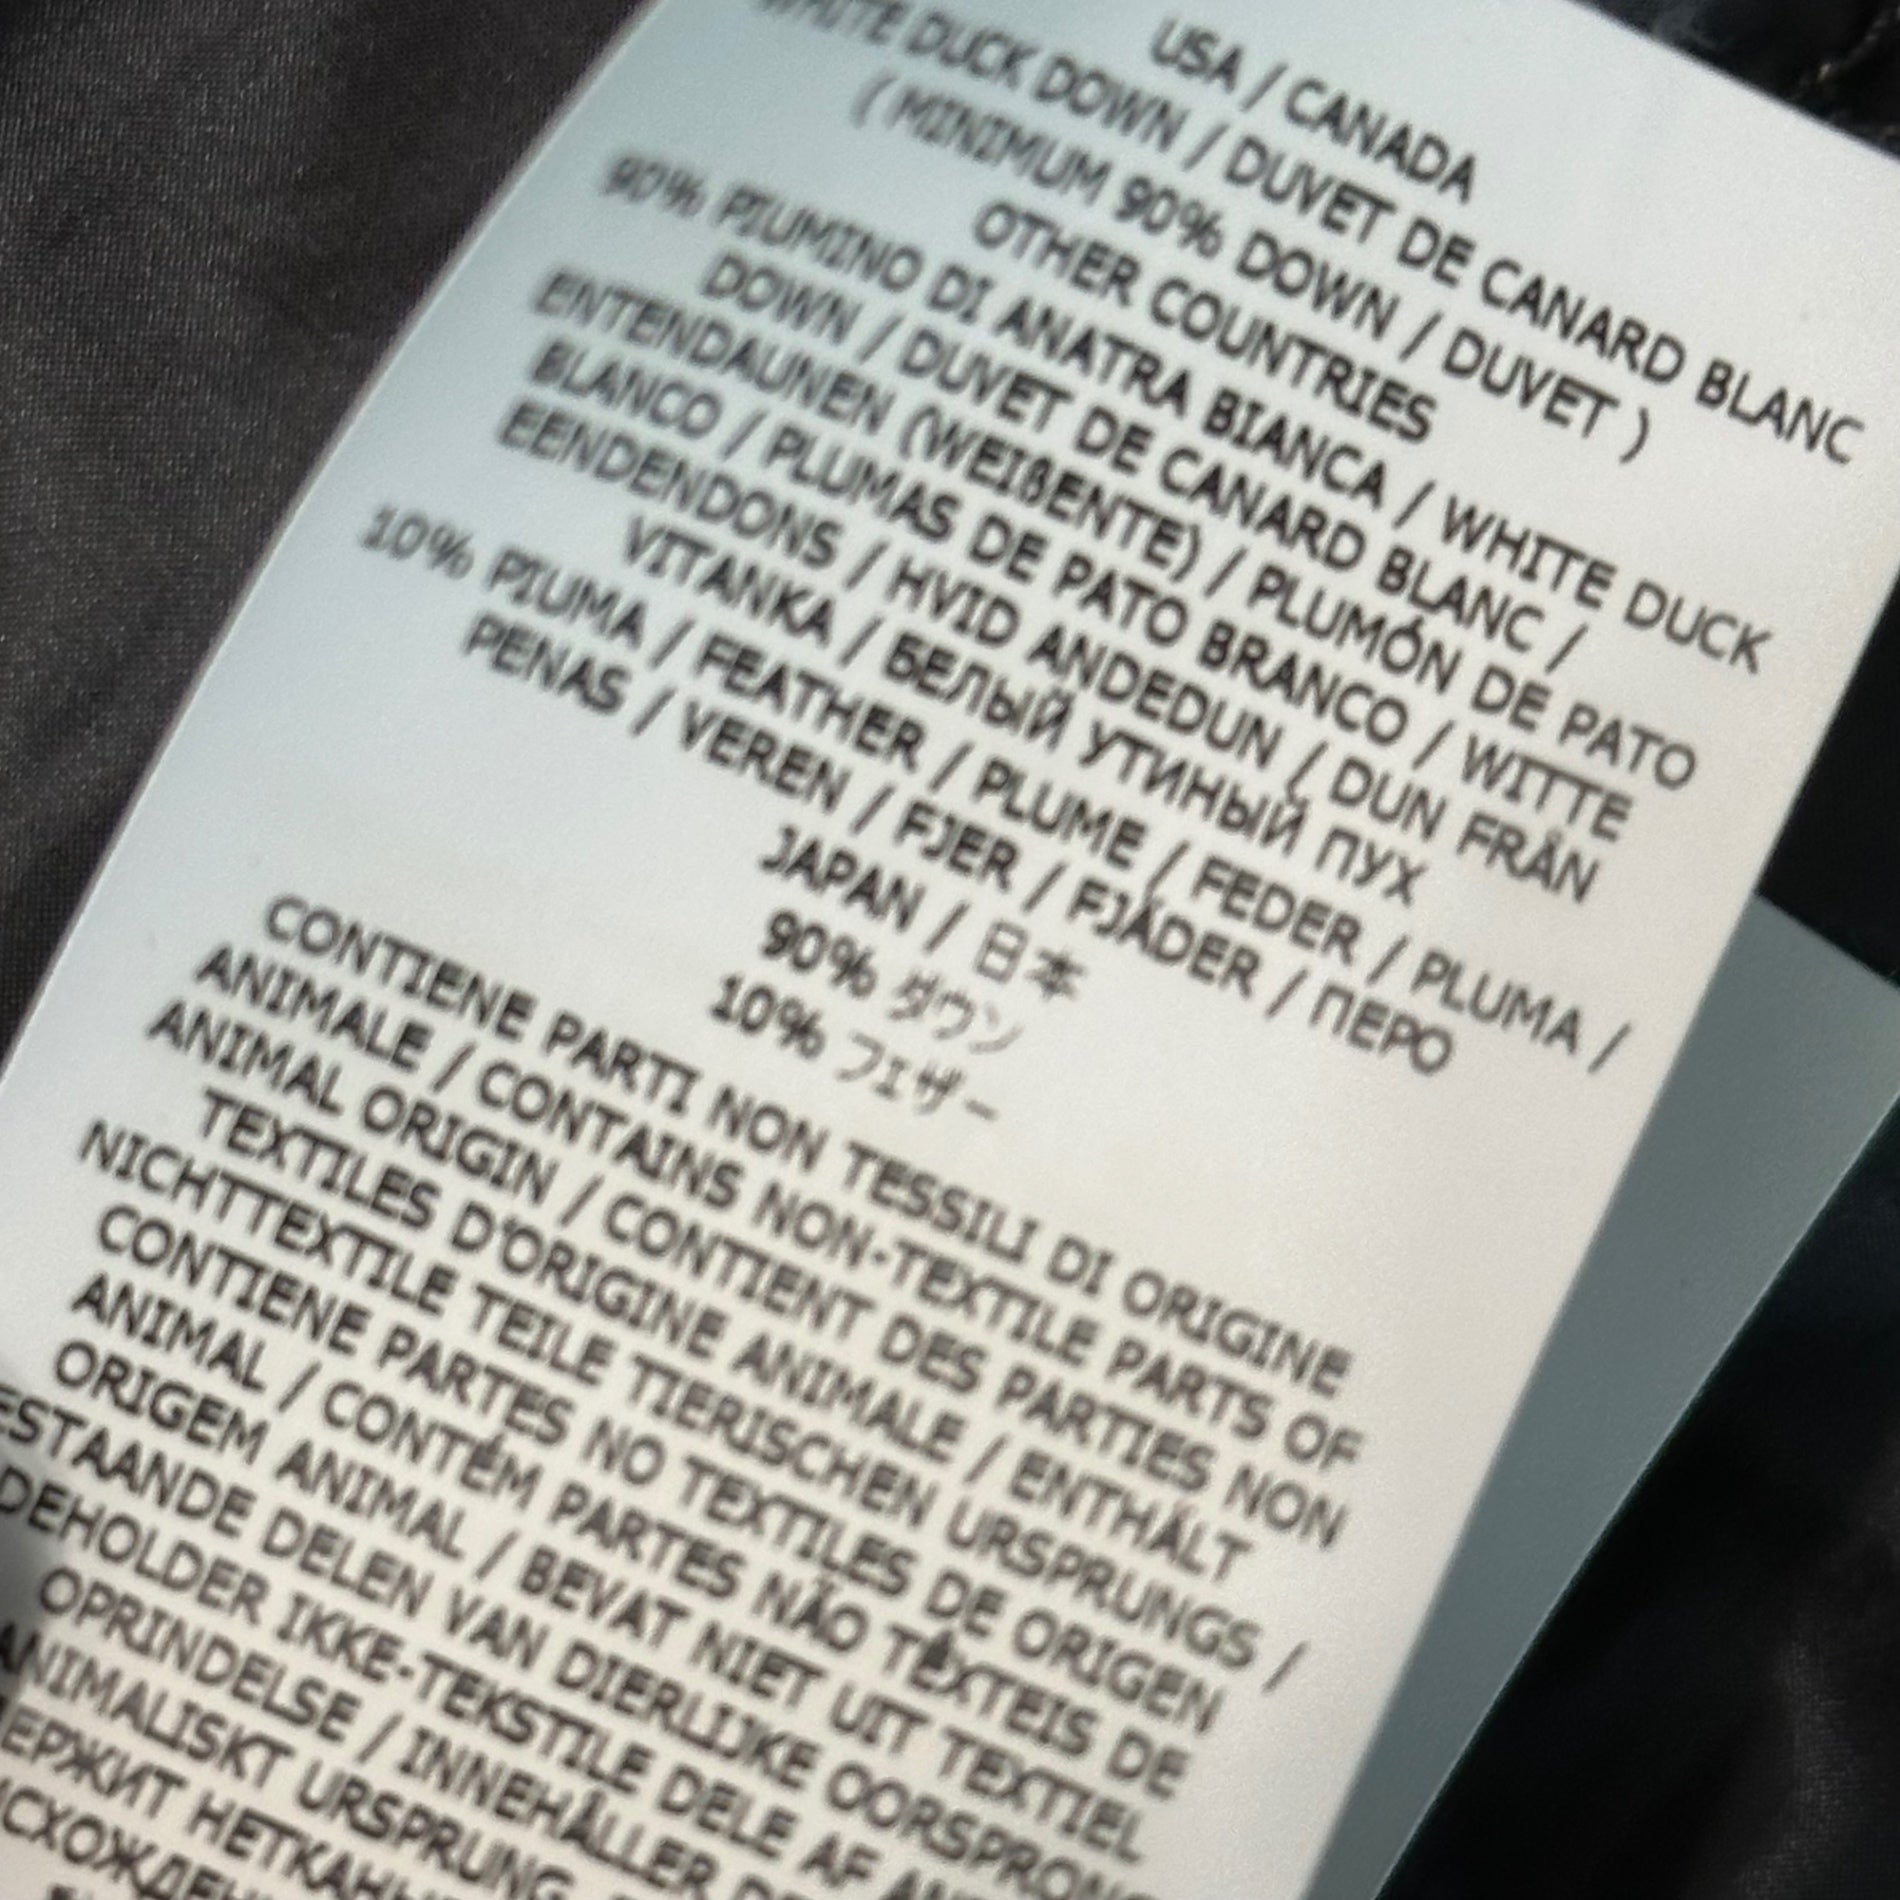 USA / CANADA
WHITE DUCK DOWN / DUVET DE CANARD BLANC
( MINIMUM 90% DOWN / DUVET )
OTHER COUNTRIES
90% PIUMINO DI ANATRA BIANCA / WHITE DUCK
DOWN / DUVET DE CANARD BLANC /
ENTENDAUNEN (WEIßENTE) / PLUMÓN DE PATO
BLANCO / PLUMAS DE PATO BRANCO / WITTE
EENDENDONS / HVID ANDEDUN / DUN FRÅN
VITANKA / БЕЛЫЙ УТИНЫЙ ПУХ
10% PIUMA / FEATHER / PLUME / FEDER / PLUMA /
PENAS / VEREN / FJER / FJÄDER / ПЕРО
JAPAN / 日本
90% ダウン
10% フェザー
CONTIENE PARTI NON TESSILI DI ORIGINE
ANIMALE / CONTAINS NON-TEXTILE PARTS OF
ANIMAL ORIGIN / CONTIENT DES PARTIES NON
TEXTILES D'ORIGINE ANIMALE / ENTHÄLT
NICHTTEXTILE TEILE TIERISCHEN URSPRUNGS /
CONTIENE PARTES NO TEXTILES DE ORIGEN
ANIMAL / CONTÉM PARTES NÃO TÊXTEIS DE
ORIGEM ANIMAL / BEVAT NIET UIT TEXTIEL
ESTAANDE DELEN VAN DIERLIJKE OORSPRONG
DEHOLDER IKKE-TEKSTILE DELE AF
OPRINDELSE / INNEHÅLLER
ANIMALISKT URSPRUNG
ЕРЖИТ НЕТКАНЫ
СХОЖДЕН